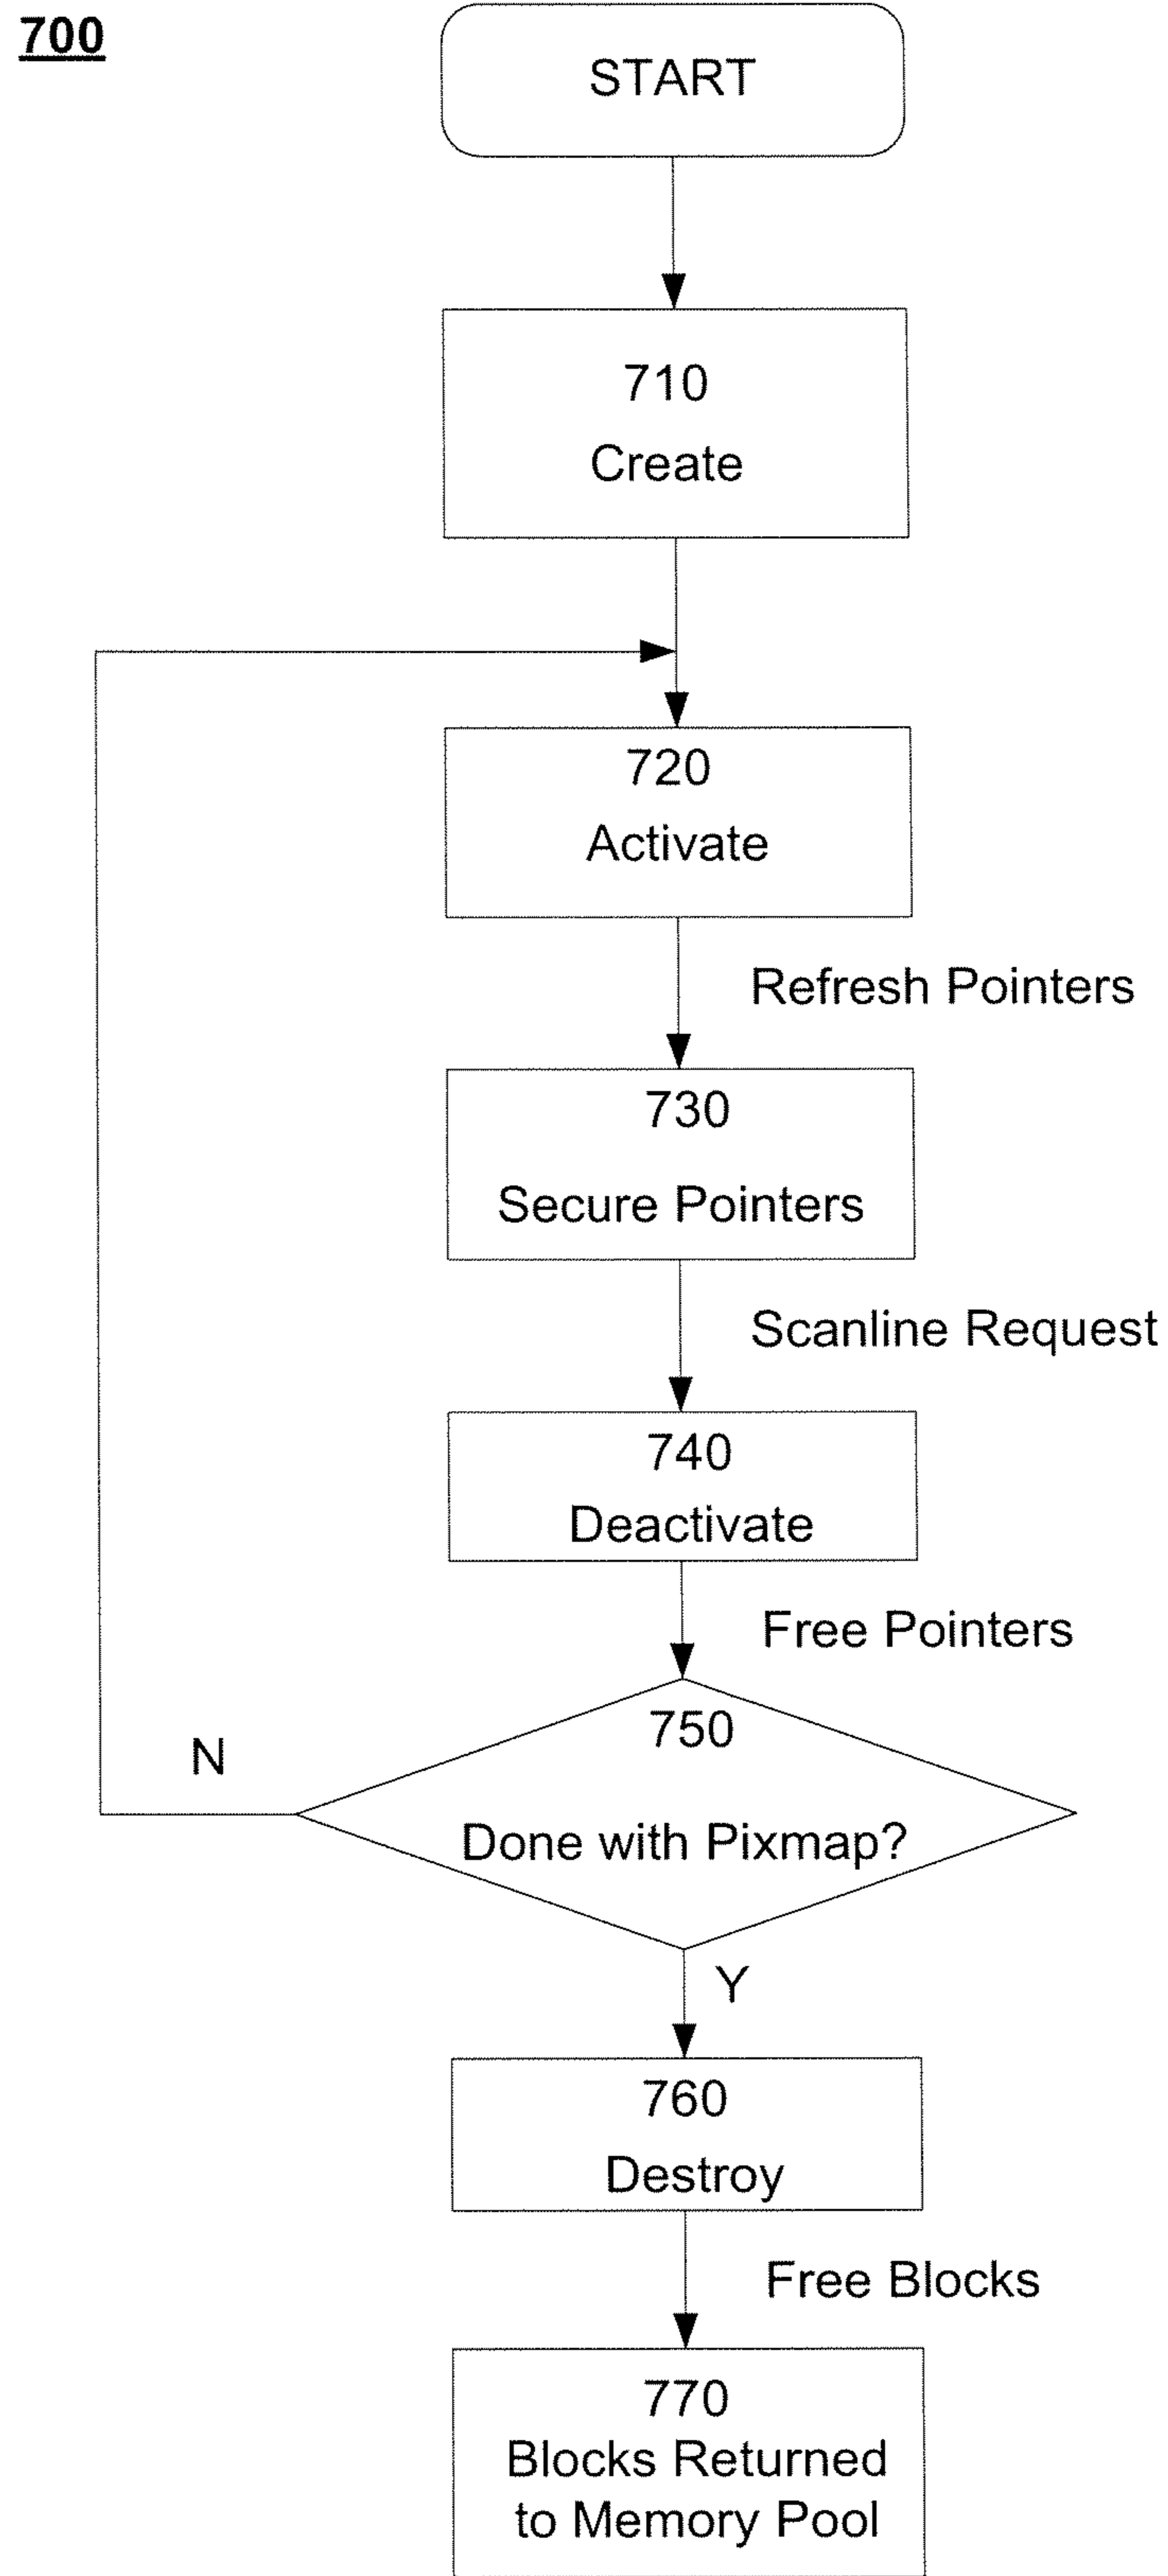 700
START
710
Create
720
Activate
Refresh Pointers
730
Secure Pointers
Scanline Request
740
Deactivate
Free Pointers
750
N
Done with Pixmap?
Y
760
Destroy
Free Blocks
770
Blocks Returned
to Memory Pool